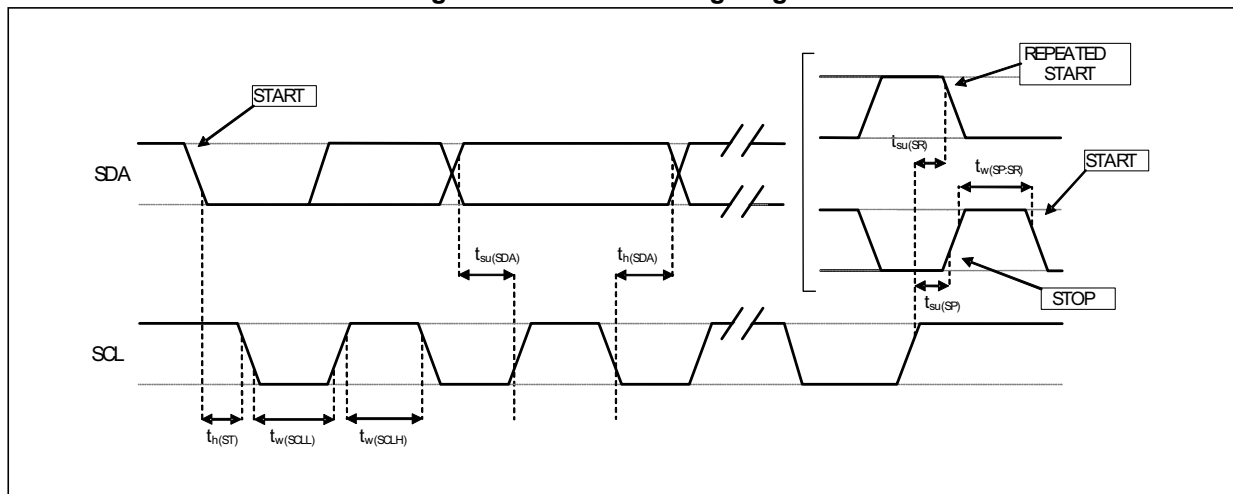 REPEATED
START
START
t_su(SR)
t_w(SP:SR)
START
SDA
t_su(SDA)
t_h(SDA)
t_su(SP)
STOP
SCL
t_h(ST)
t_w(SCLL)
t_w(SCLH)